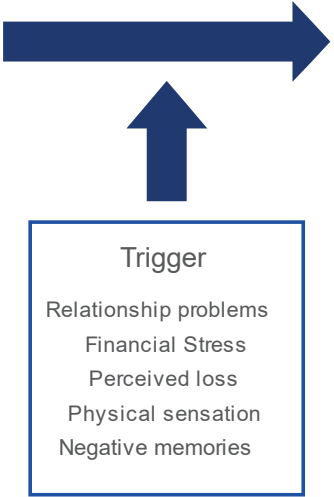 Trigger
Relationship problems
Financial Stress
Perceived loss
Physical sensation
Negative memories